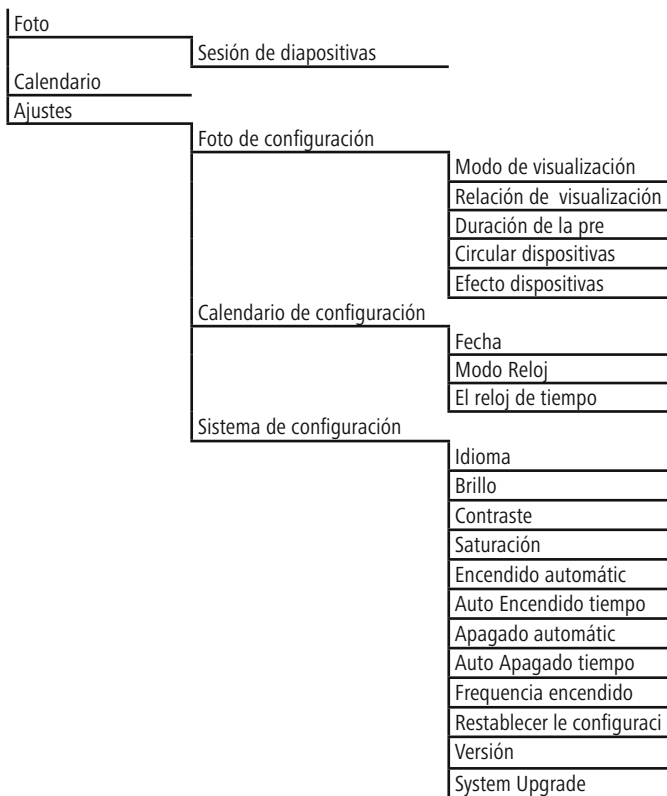 Foto
Sesión de diapositivas
Calendario
Ajustes
Foto de configuración
Modo de visualización
Relación de visualización
Duración de la pre
Circular dispositivas
Efecto dispositivas
Calendario de configuración
Fecha
Modo Reloj
El reloj de tiempo
Sistema de configuración
Idioma
Brillo
Contraste
Saturación
Encendido automátic
Auto Encendido tiempo
Apagado automátic
Auto Apagado tiempo
Frequencia encendido
Restablecer le configuraci
Versión
System Upgrade